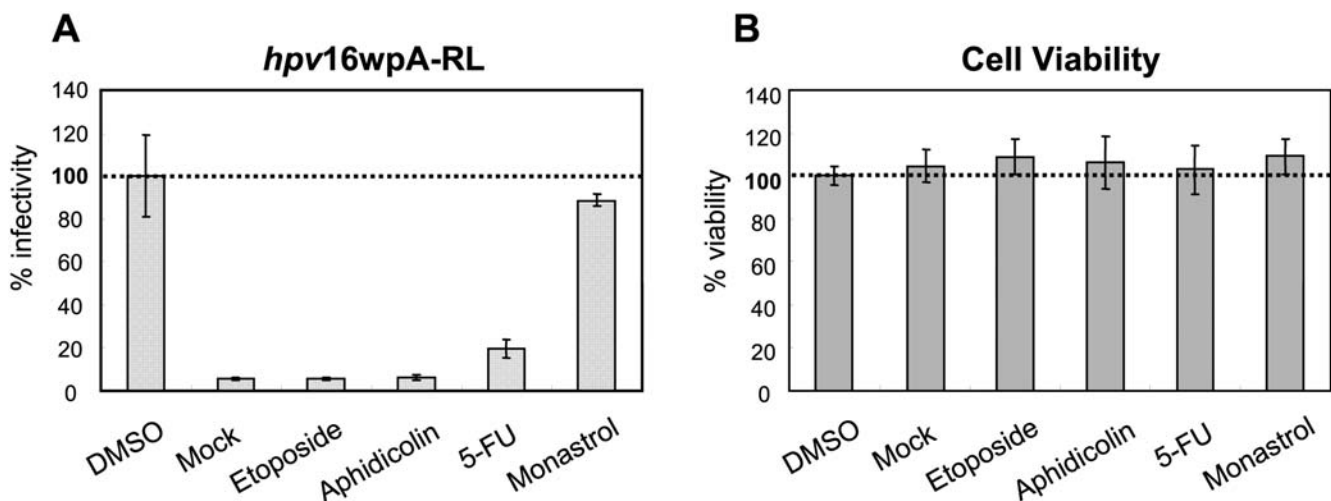 A
hpv16wpA-RL
% infectivity
140
120
100
80
60
40
20
0
DMSO
Mock
Etoposide
Aphidicolin
5-FU
Monastrol
B
Cell Viability
% viability
140
120
100
80
60
40
20
0
DMSO
Mock
Etoposide
Aphidicolin
5-FU
Monastrol